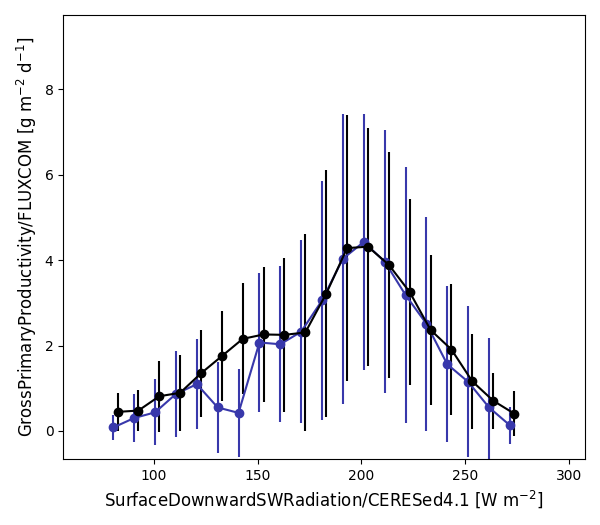 GrossPrimaryProductivity/FLUXCOM [g m⁻² d⁻¹]
8
6
4
2
0
100 150 200 250 300
SurfaceDownwardSWRadiation/CERESed4.1 [W m⁻²]